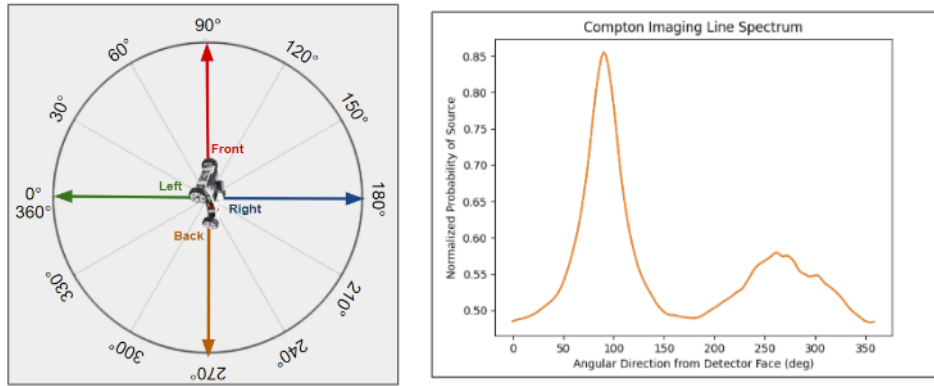 90°
60°
120°
30°
150°
Front
Left
0°
360°
180°
Right
Back
330°
210°
300°
240°
270°
Compton Imaging Line Spectrum
Normalized Probability of Source
0.85
0.80
0.75
0.70
0.65
0.60
0.55
0.50
0 50 100 150 200 250 300 350
Angular Direction from Detector Face (deg)